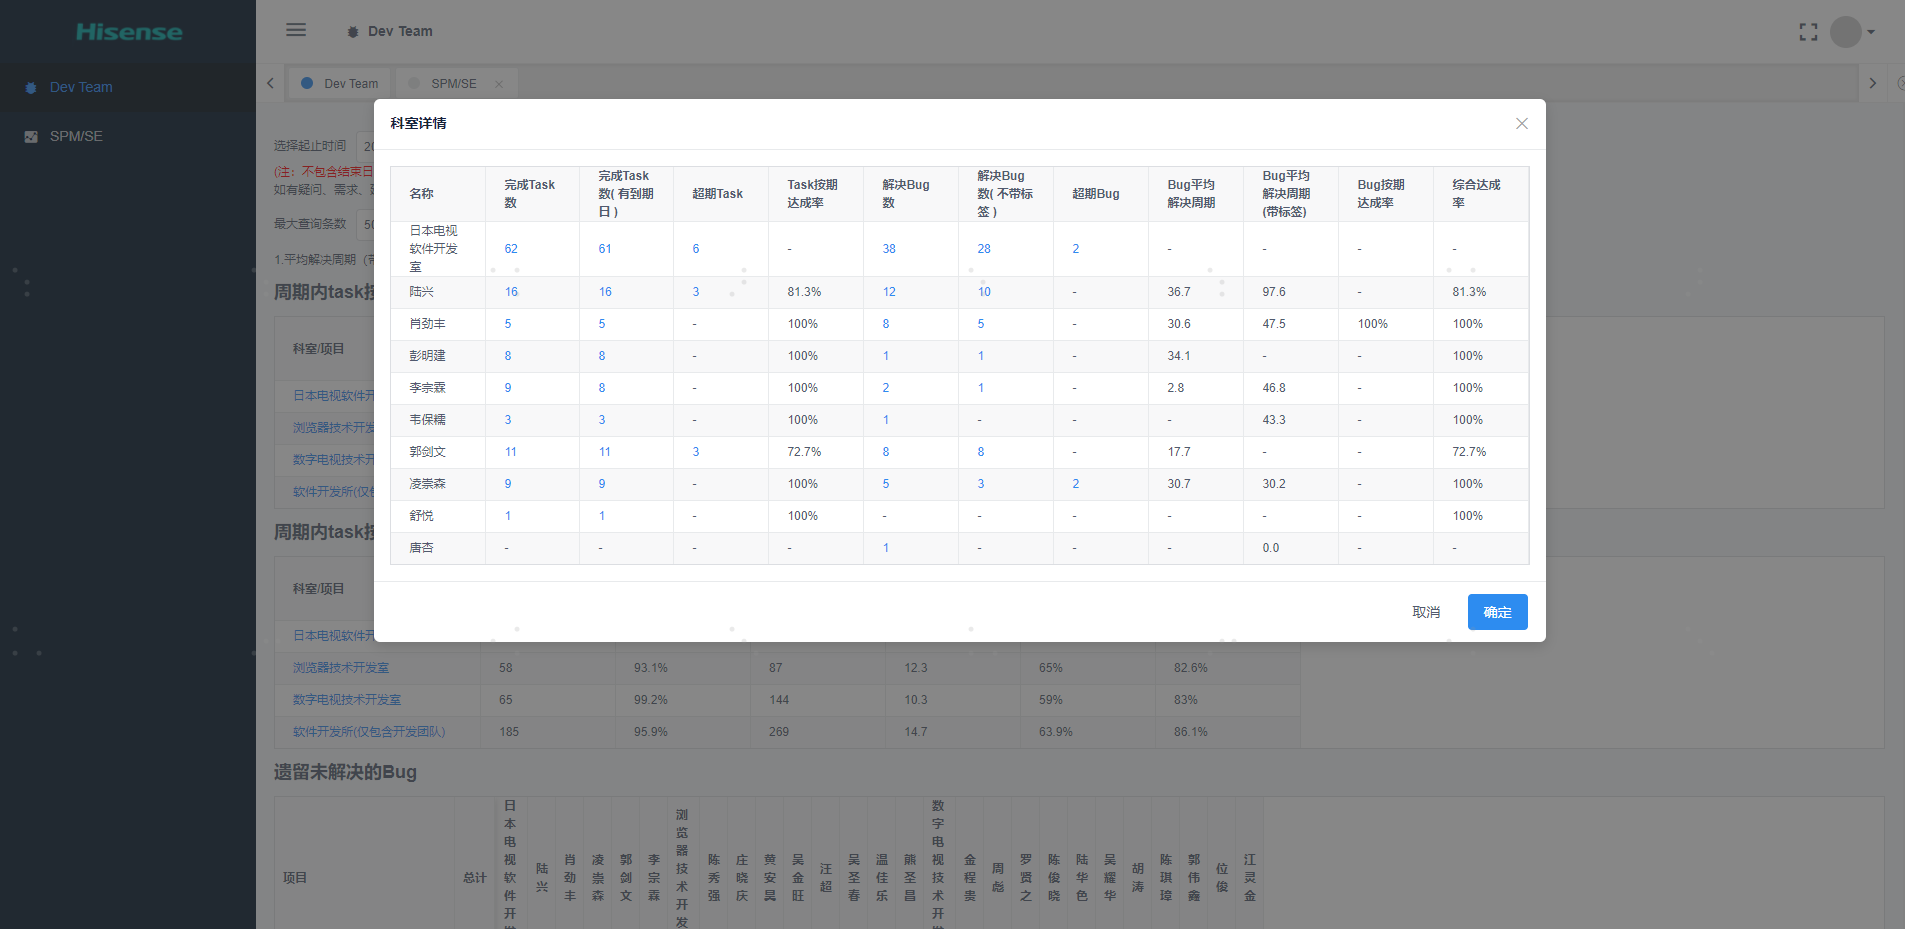 Hisense
Dev Team
Dev Team
SPM/SE
Dev Team
SPM/SE
选择起止时间 20
(注：不包含结束日
如有疑问、需求、
最大查询条数 50
1.平均解决周期
周期内task按
科室/项目
日本电视软件开
浏览器技术开发
数字电视技术开
软件开发所(仅包
周期内task按
科室/项目
日本电视软件开
科室详情
名称 完成Task数 完成Task数( 有到期日 ) 超期Task Task按期达成率 解决Bug数 解决Bug数( 不带标签 ) 超期Bug Bug平均解决周期 Bug平均解决周期(带标签) Bug按期达成率 综合达成率
日本电视软件开发室 62 61 6 - 38 28 2 - - - -
陆兴 16 16 3 81.3% 12 10 - 36.7 97.6 - 81.3%
肖劲丰 5 5 - 100% 8 5 - 30.6 47.5 100% 100%
彭明建 8 8 - 100% 1 1 - 34.1 - - 100%
李宗霖 9 8 - 100% 2 1 - 2.8 46.8 - 100%
韦保糯 3 3 - 100% 1 - - - 43.3 - 100%
郭剑文 11 11 3 72.7% 8 8 - 17.7 - - 72.7%
凌崇森 9 9 - 100% 5 3 2 30.7 30.2 - 100%
舒悦 1 1 - 100% - - - - - - 100%
唐杏 - - - - 1 - - - 0.0 - -
取消 确定
浏览器技术开发室 58 93.1% 87 12.3 65% 82.6%
数字电视技术开发室 65 99.2% 144 10.3 59% 83%
软件开发所(仅包含开发团队) 185 95.9% 269 14.7 63.9% 86.1%
遗留未解决的Bug
项目 总计 日本电视软件开发 陆兴 肖劲丰 凌崇森 郭剑文 李宗霖 浏览器技术开发 陈秀强 庄晓庆 黄安昊 吴金旺 汪超 吴圣春 温佳乐 熊圣昌 数字电视技术开发 金程贵 周彪 罗贤之 陈俊晓 陆华色 吴耀华 胡涛 陈琪璋 郭伟鑫 位俊 江灵金